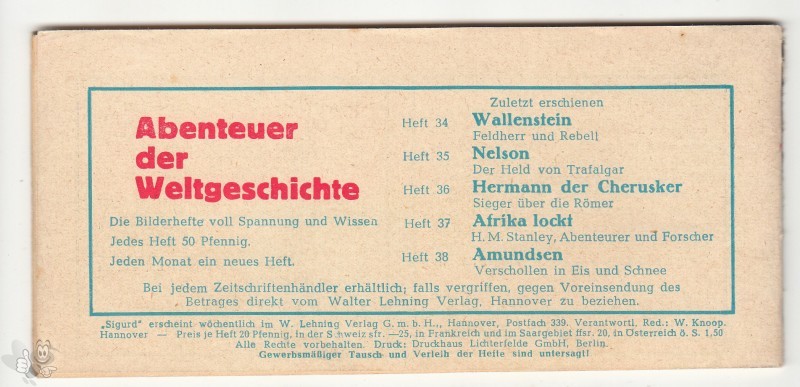 Abenteuer
der
Weltgeschichte
Die Bilderhefte voll Spannung und Wissen
Jedes Heft 50 Pfennig.
Jeden Monat ein neues Heft.
Zuletzt erschienen
Heft 34 Wallenstein
Feldherr und Rebell
Heft 35 Nelson
Der Held von Trafalgar
Heft 36 Hermann der Cherusker
Sieger über die Römer
Heft 37 Afrika lockt
H. M. Stanley, Abenteurer und Forscher
Heft 38 Amundsen
Verschollen in Eis und Schnee
Bei jedem Zeitschriftenhändler erhältlich; falls vergriffen, gegen Voreinsendung des
Betrages direkt vom Walter Lehning Verlag, Hannover zu beziehen.
„Sigurd" erscheint wöchentlich im W. Lehning Verlag G. m. b. H., Hannover, Postfach 339. Verantwortl. Red.: W. Knoop.
Hannover — Preis je Heft 20 Pfennig, in der Schweiz sfr. —25, in Frankreich und im Saargebiet ffsr. 20, in Österreich ö. S. 1,50
Alle Rechte vorbehalten. Druck: Druckhaus Lichterfelde GmbH, Berlin.
Gewerbsmäßiger Tausch und Verleih der Hefte sind untersagt!